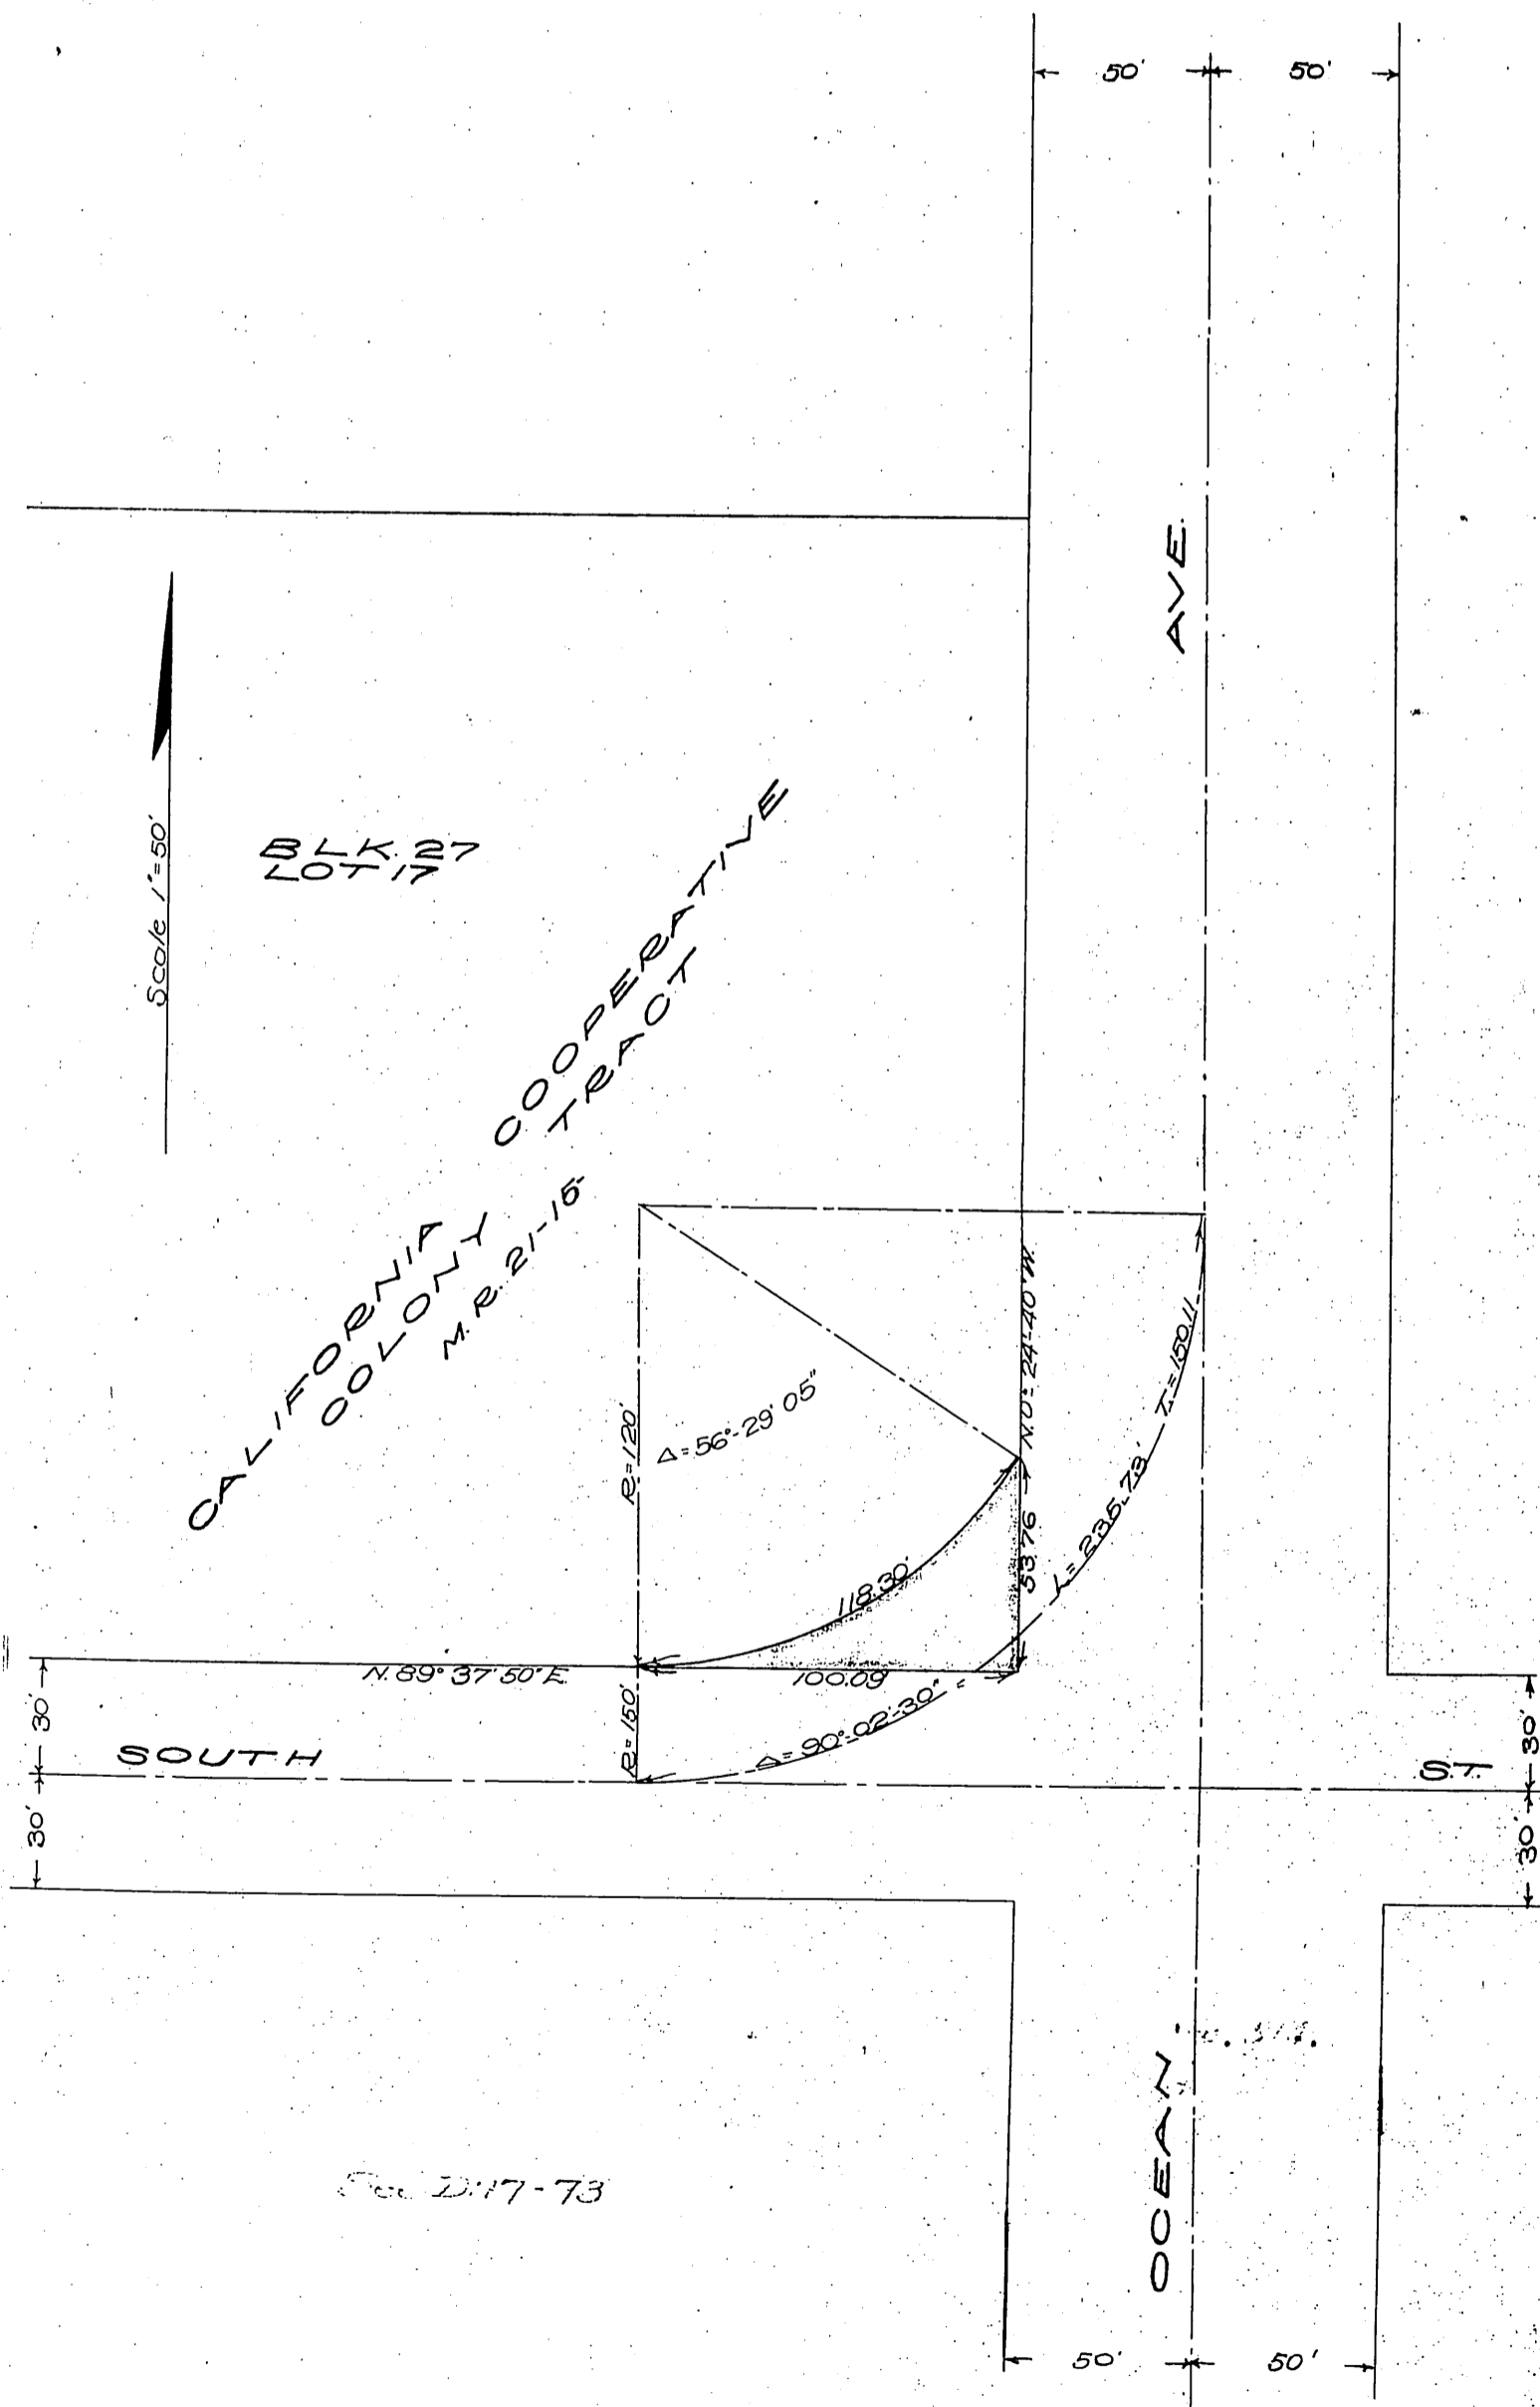 50'
50'
AVE.
Scale 1"=50'
BLK. 27
LOT 17
CALIFORNIA COOPERATIVE
COLONY TRACT
M.R. 21-15
N.0°-24'-40"W.
T.=150.11
R=120'
Δ=56°-29'05"
118.30'
53.76
L=235.73'
N.89°37'50"E.
100.09
R=150'
Δ=90°-02'-30"
30'
30'
SOUTH
ST.
30'
30'
OCEAN
See D:17-73
50'
50'